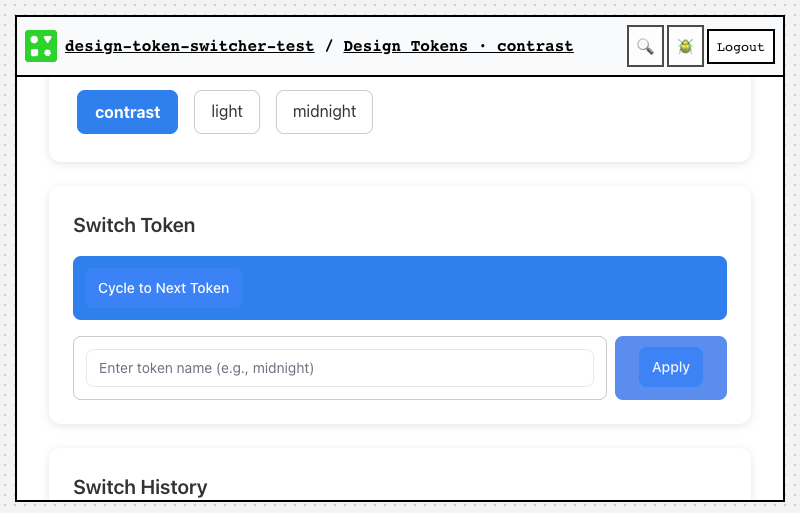 design-token-switcher-test / Design Tokens · contrast
Logout
contrast
light
midnight
Switch Token
Cycle to Next Token
Enter token name (e.g., midnight)
Apply
Switch History